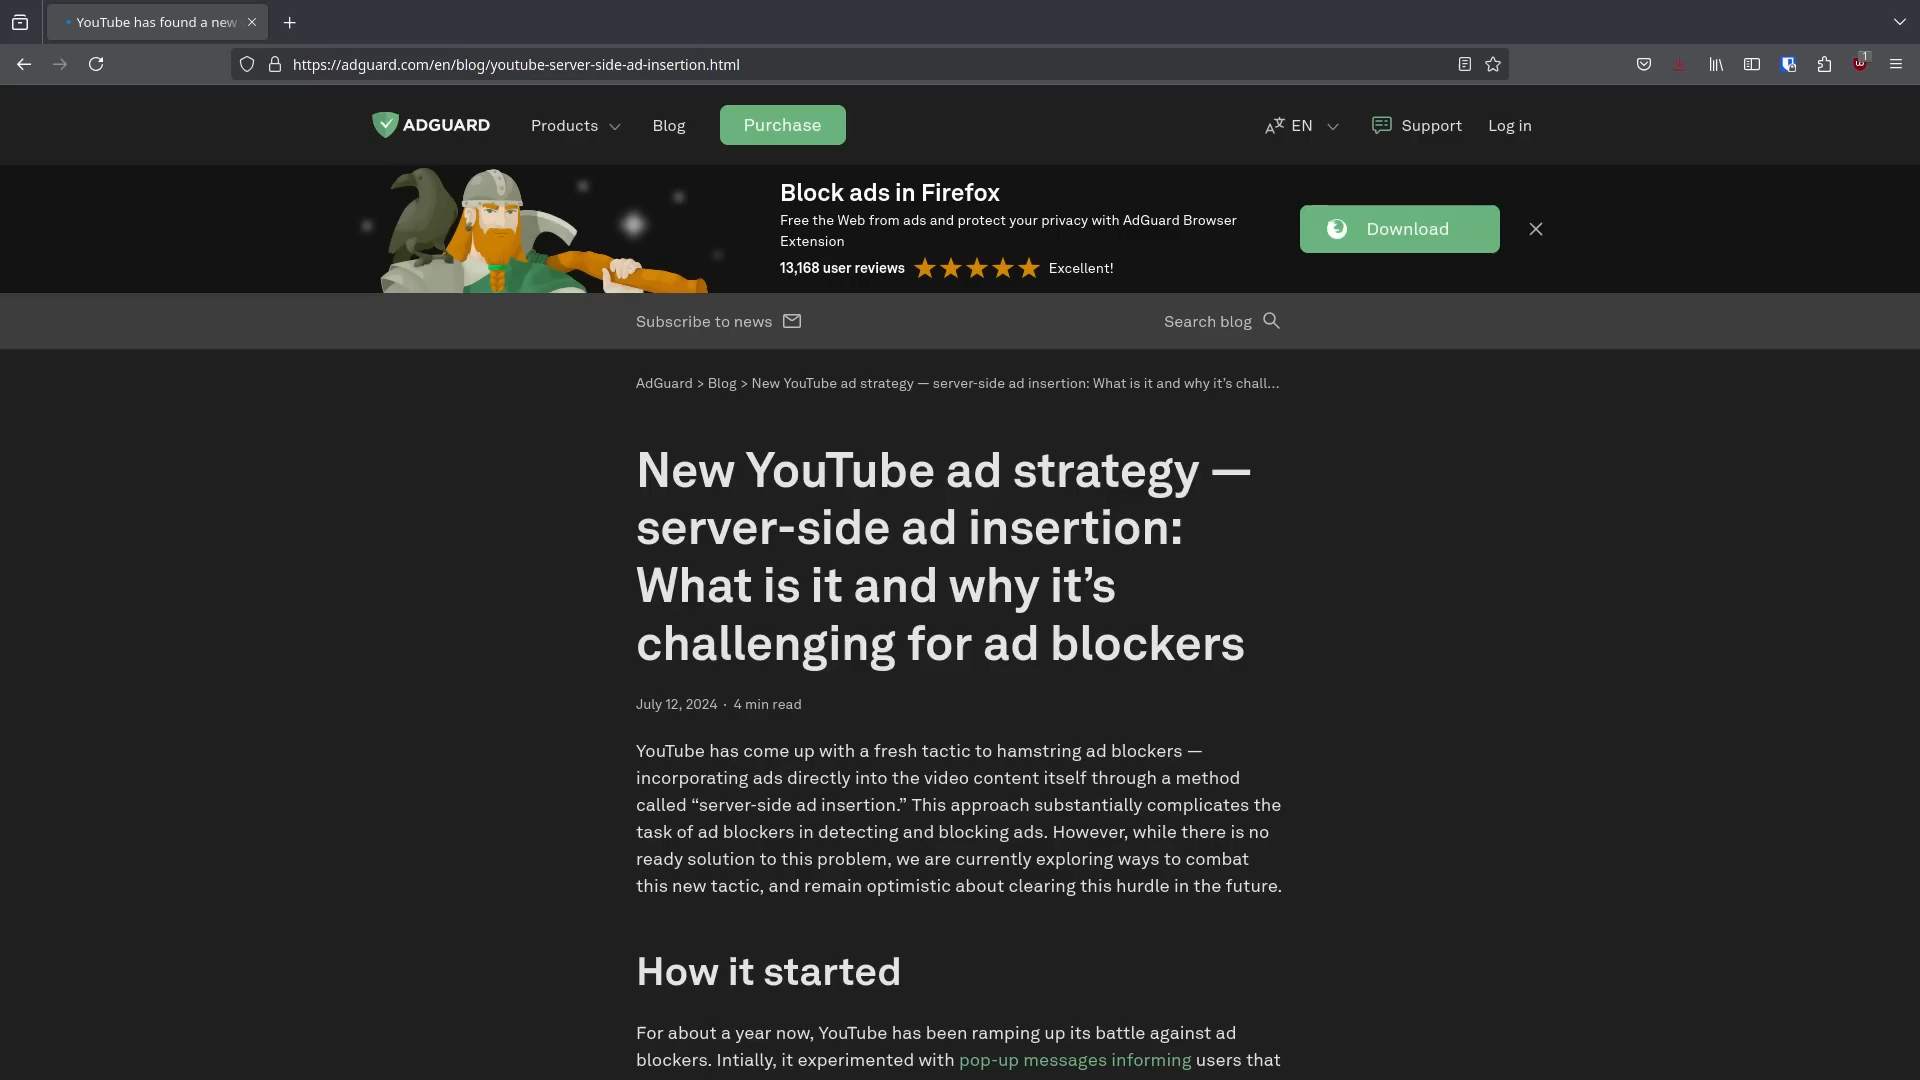 YouTube has found a new
https://adguard.com/en/blog/youtube-server-side-ad-insertion.html
1
ADGUARD
Products
Blog
Purchase
EN
Support
Log in
Block ads in Firefox
Free the Web from ads and protect your privacy with AdGuard Browser
Extension
13,168 user reviews
Excellent!
Download
Subscribe to news
Search blog
AdGuard > Blog > New YouTube ad strategy — server-side ad insertion: What is it and why it’s chall...
New YouTube ad strategy —
server-side ad insertion:
What is it and why it’s
challenging for ad blockers
July 12, 2024 · 4 min read
YouTube has come up with a fresh tactic to hamstring ad blockers —
incorporating ads directly into the video content itself through a method
called “server-side ad insertion.” This approach substantially complicates the
task of ad blockers in detecting and blocking ads. However, while there is no
ready solution to this problem, we are currently exploring ways to combat
this new tactic, and remain optimistic about clearing this hurdle in the future.
How it started
For about a year now, YouTube has been ramping up its battle against ad
blockers. Intially, it experimented with pop-up messages informing users that